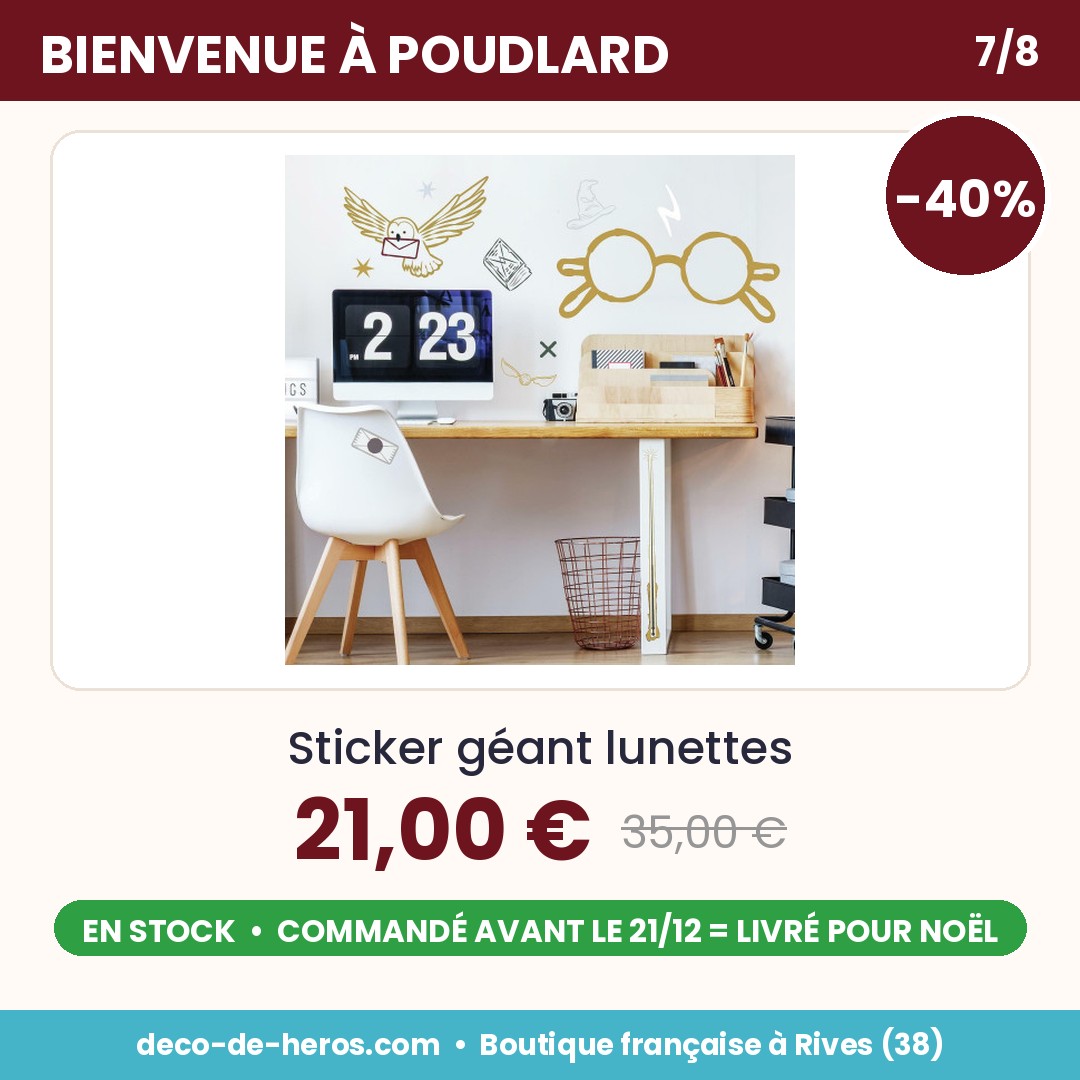 BIENVENUE À POUDLARD
7/8
-40%
PM 2 23
GS
Sticker géant lunettes
21,00 € 35,00 €
EN STOCK • COMMANDÉ AVANT LE 21/12 = LIVRÉ POUR NOËL
deco-de-heros.com • Boutique française à Rives (38)